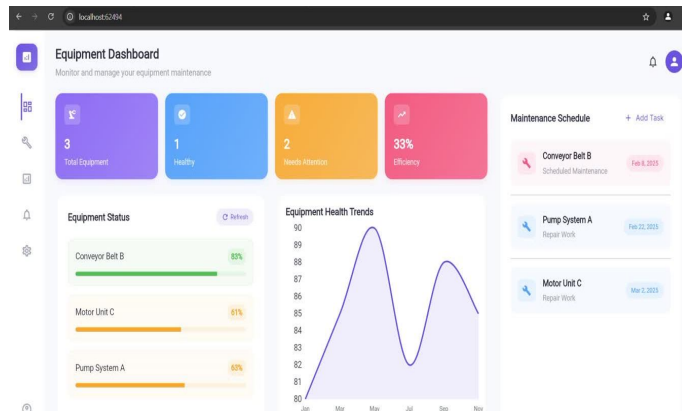 localhost:62494
Equipment Dashboard
Monitor and manage your equipment maintenance
3
Total Equipment
1
Healthy
2
Needs Attention
33%
Efficiency
Equipment Status
Refresh
Conveyor Belt B
83%
Motor Unit C
61%
Pump System A
63%
Equipment Health Trends
90
89
88
87
86
85
84
83
82
81
80
Jan Mar May Jul Sep Nov
Maintenance Schedule
+ Add Task
Conveyor Belt B
Scheduled Maintenance
Feb 8, 2025
Pump System A
Repair Work
Feb 22, 2025
Motor Unit C
Repair Work
Mar 3, 2025